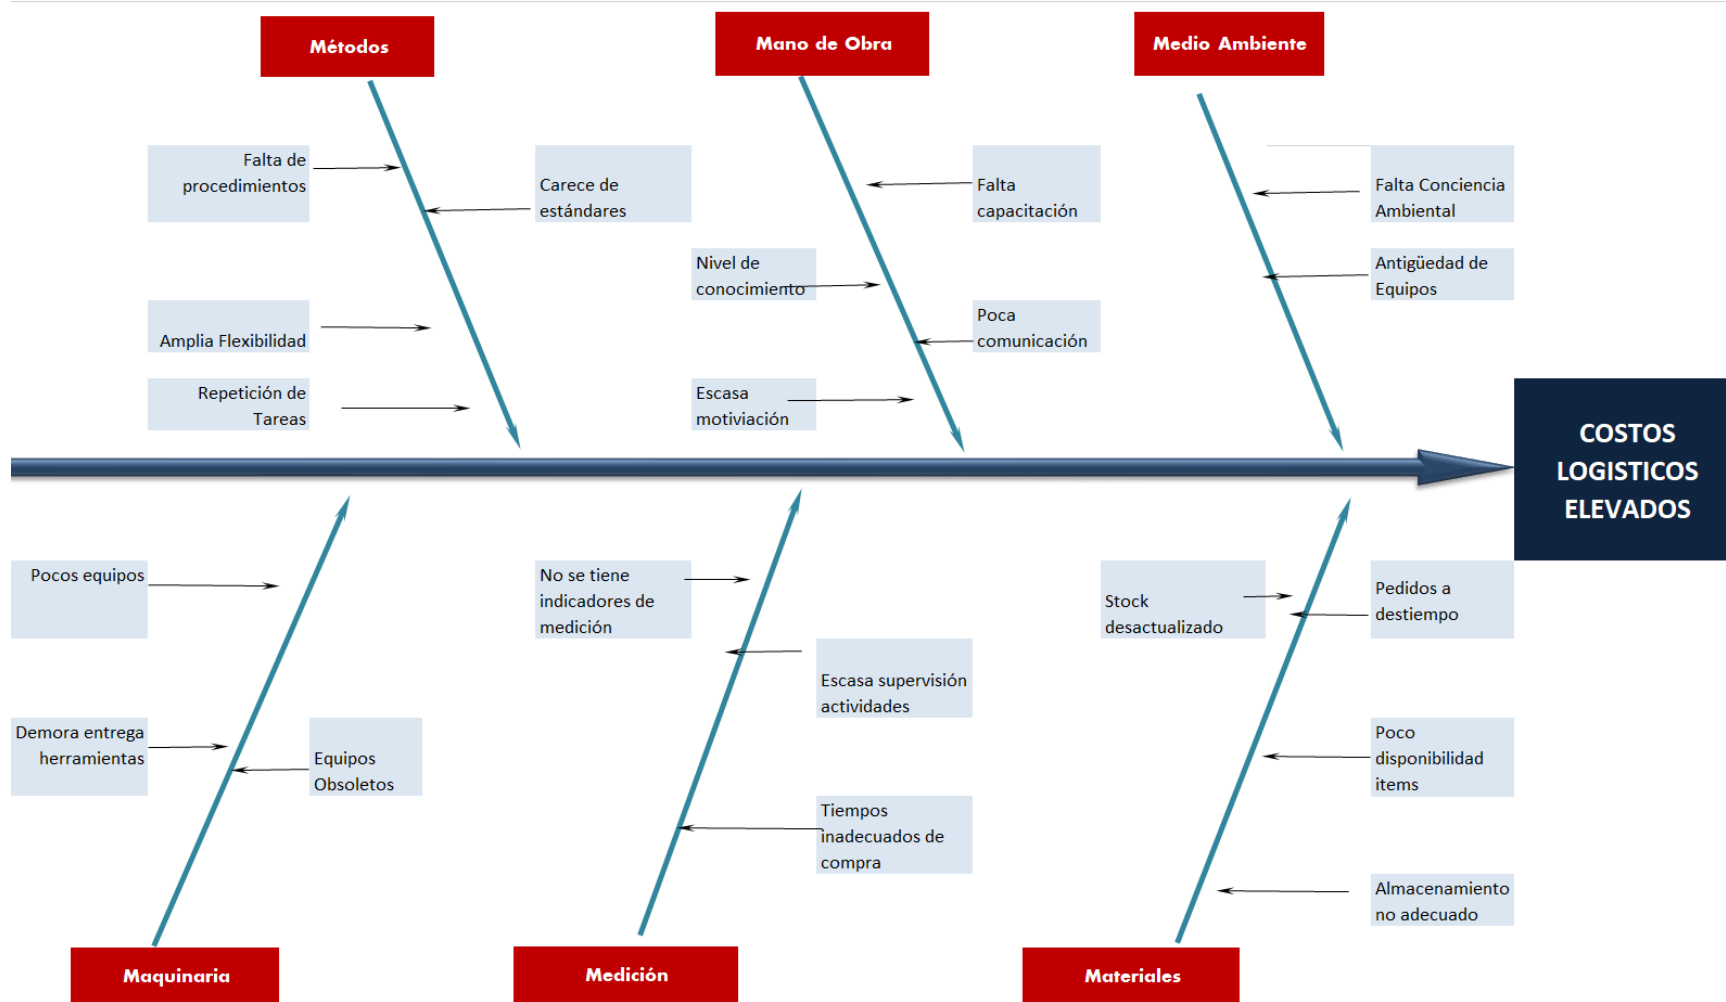 Métodos
Mano de Obra
Medio Ambiente
Falta de
procedimientos
Carece de
estándares
Amplia Flexibilidad
Repetición de
Tareas
Falta
capacitación
Nivel de
conocimiento
Poca
comunicación
Escasa
motiviación
Falta Conciencia
Ambiental
Antigüedad de
Equipos
COSTOS
LOGISTICOS
ELEVADOS
Pocos equipos
Demora entrega
herramientas
Equipos
Obsoletos
No se tiene
indicadores de
medición
Escasa supervisión
actividades
Tiempos
inadecuados de
compra
Stock
desactualizado
Pedidos a
destiempo
Poco
disponibilidad
items
Almacenamiento
no adecuado
Maquinaria
Medición
Materiales